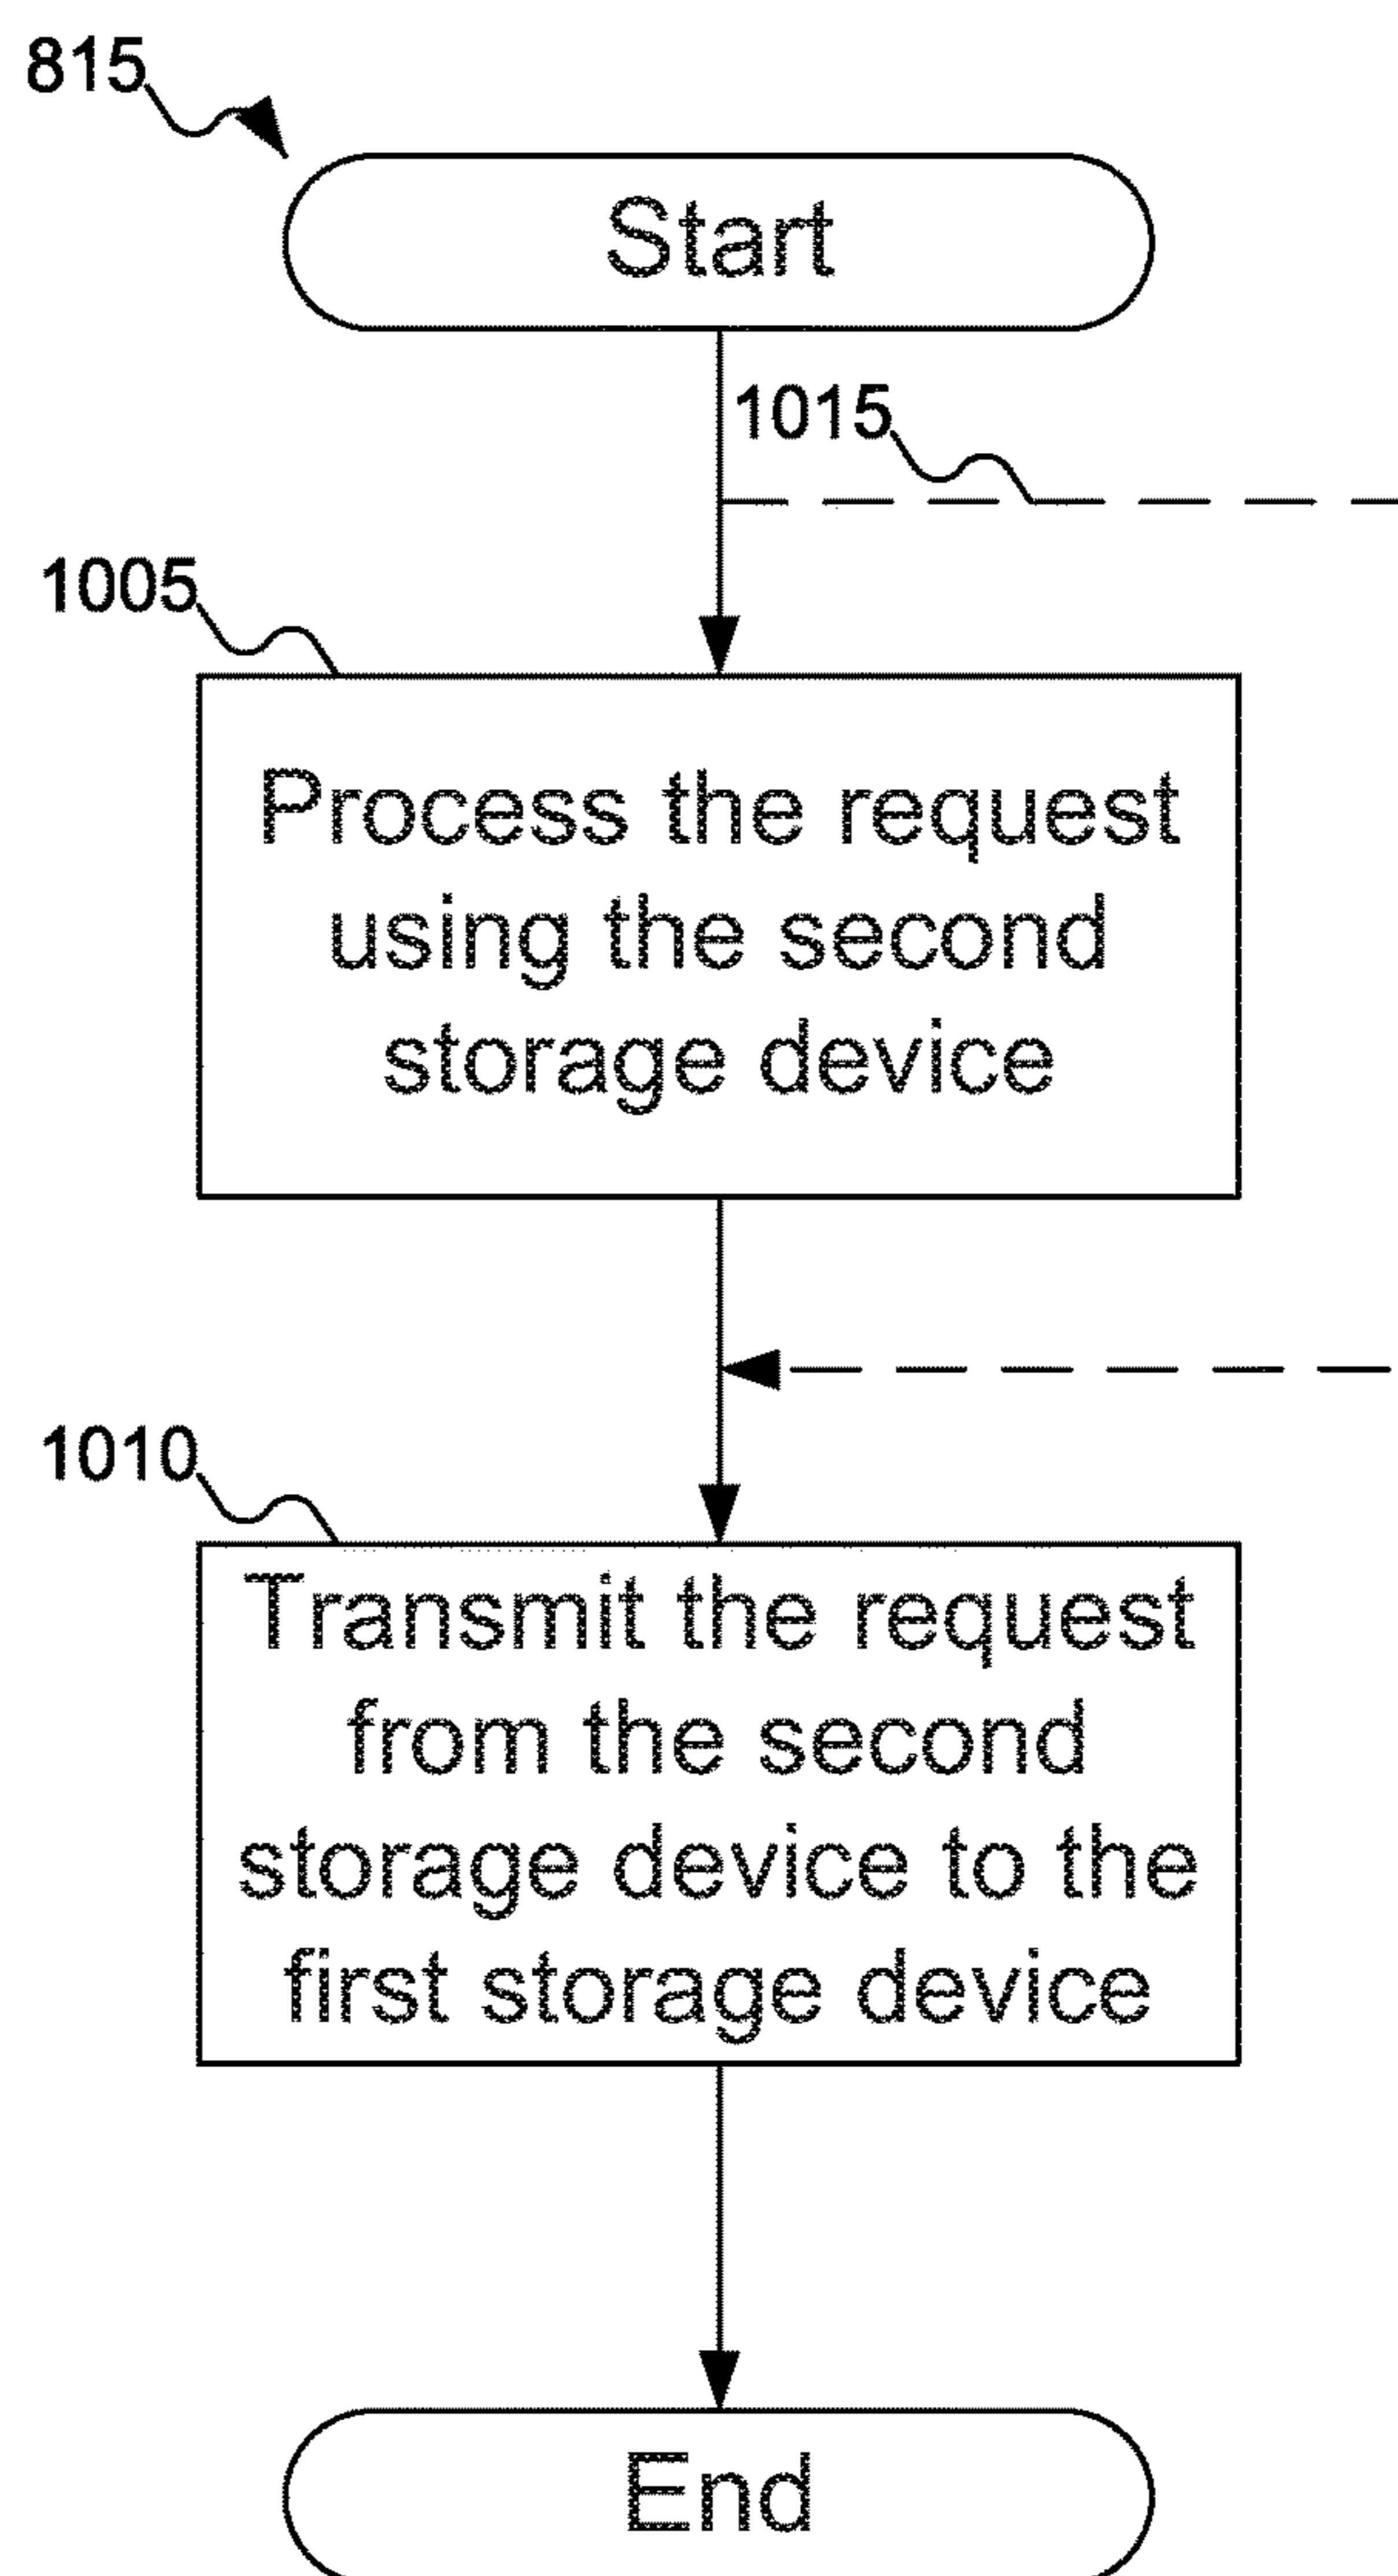 815
Start
1015
1005
Process the request
using the second
storage device
1010
Transmit the request
from the second
storage device to the
first storage device
End